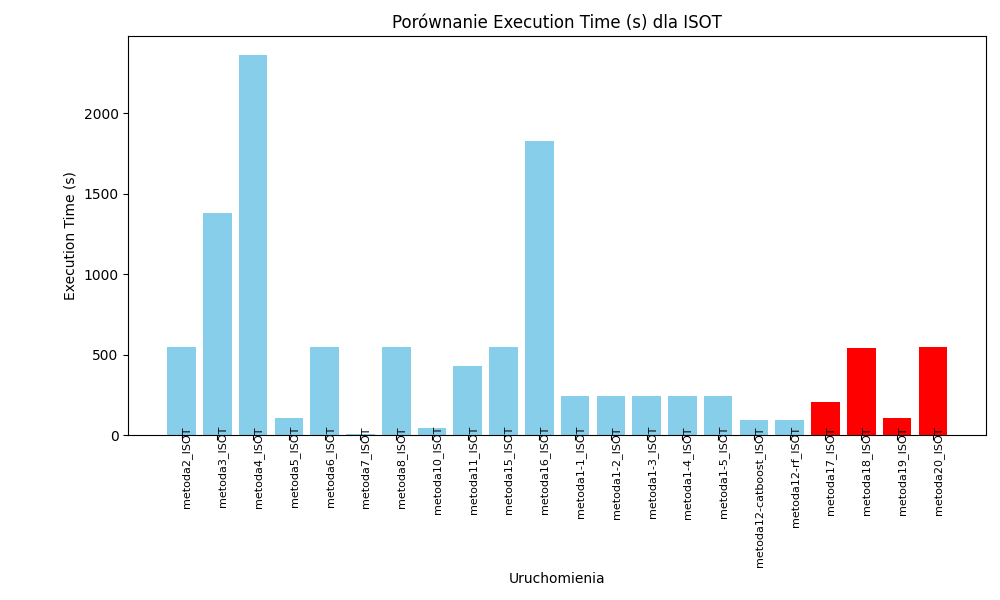 Porównanie Execution Time (s) dla ISOT
Execution Time (s)
2000
1500
1000
500
0
metoda2_ISOT
metoda3_ISOT
metoda4_ISOT
metoda5_ISOT
metoda6_ISOT
metoda7_ISOT
metoda8_ISOT
metoda10_ISOT
metoda11_ISOT
metoda15_ISOT
metoda16_ISOT
metoda1-1_ISOT
metoda1-2_ISOT
metoda1-3_ISOT
metoda1-4_ISOT
metoda1-5_ISOT
metoda12-catboost_ISOT
metoda12-rf_ISOT
metoda17_ISOT
metoda18_ISOT
metoda19_ISOT
metoda20_ISOT
Uruchomienia